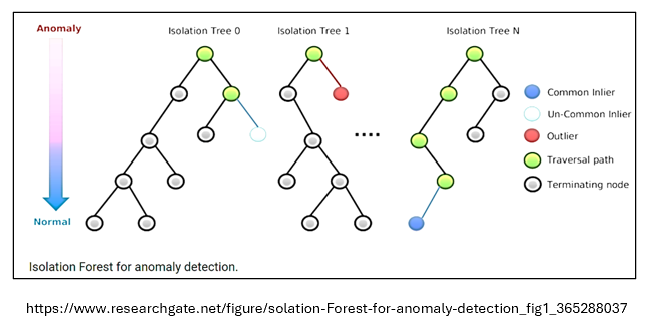 Anomaly
Isolation Tree 0
Isolation Tree 1
Isolation Tree N
Common Inlier
Un-Common Inlier
Outlier
Traversal path
Terminating node
Normal
Isolation Forest for anomaly detection.
https://www.researchgate.net/figure/solation-Forest-for-anomaly-detection_fig1_365288037